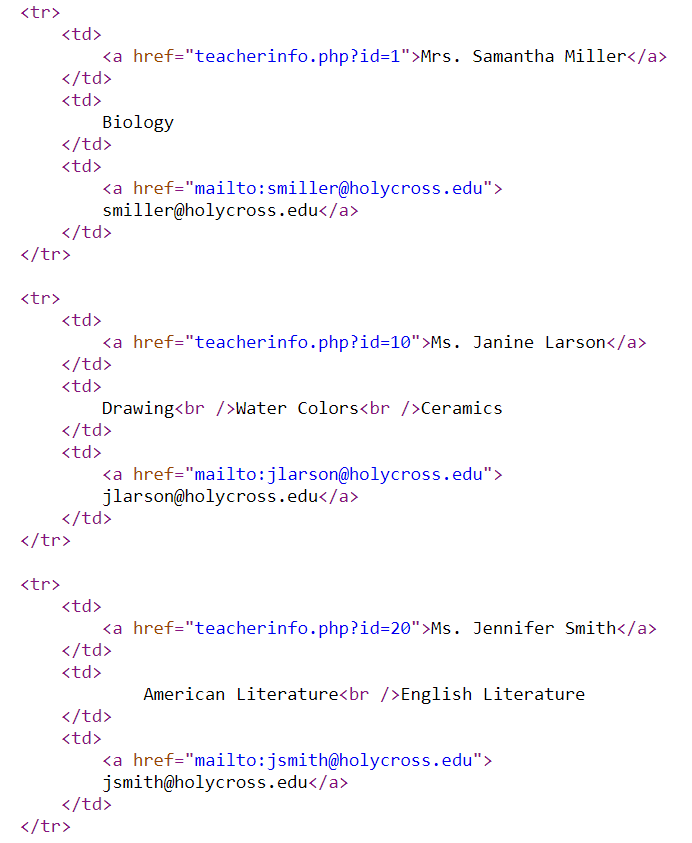 <tr>
<td>
<a href="teacherinfo.php?id=1">Mrs. Samantha Miller</a>
</td>
<td>
Biology
</td>
<td>
<a href="mailto:smiller@holycross.edu">
smiller@holycross.edu</a>
</td>
</tr>
<tr>
<td>
<a href="teacherinfo.php?id=10">Ms. Janine Larson</a>
</td>
<td>
Drawing<br />Water Colors<br />Ceramics
</td>
<td>
<a href="mailto:jlarson@holycross.edu">
jlarson@holycross.edu</a>
</td>
</tr>
<tr>
<td>
<a href="teacherinfo.php?id=20">Ms. Jennifer Smith</a>
</td>
<td>
American Literature<br />English Literature
</td>
<td>
<a href="mailto:jsmith@holycross.edu">
jsmith@holycross.edu</a>
</td>
</tr>